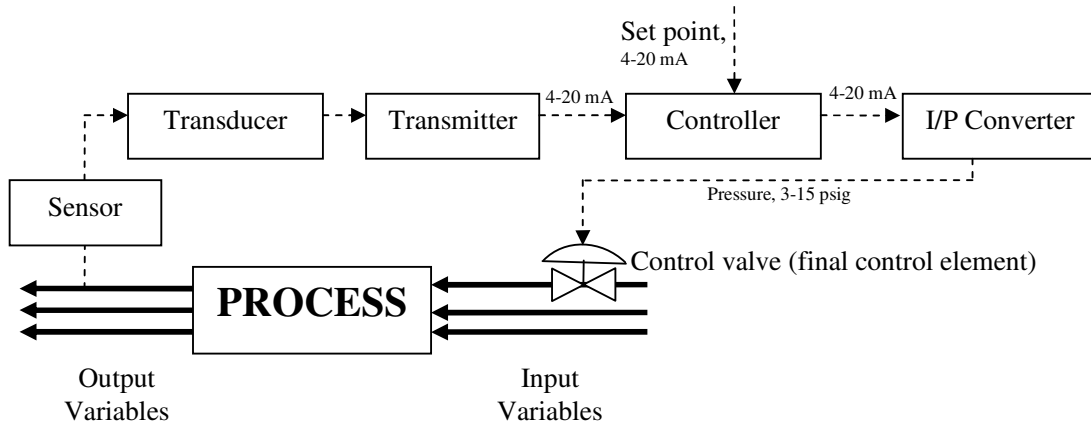 Set point,
4-20 mA
Transducer
Transmitter
4-20 mA
Controller
4-20 mA
I/P Converter
Sensor
Pressure, 3-15 psig
Control valve (final control element)
PROCESS
Output
Variables
Input
Variables